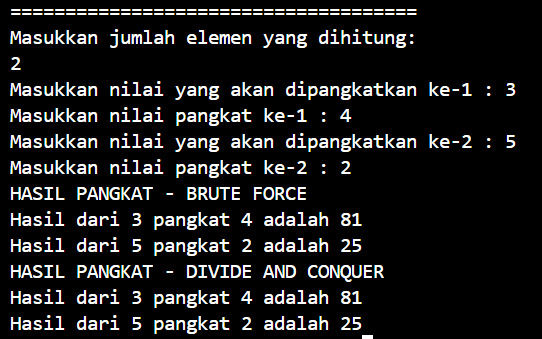 =====================================
Masukkan jumlah elemen yang dihitung:
2
Masukkan nilai yang akan dipangkatkan ke-1 : 3
Masukkan nilai pangkat ke-1 : 4
Masukkan nilai yang akan dipangkatkan ke-2 : 5
Masukkan nilai pangkat ke-2 : 2
HASIL PANGKAT - BRUTE FORCE
Hasil dari 3 pangkat 4 adalah 81
Hasil dari 5 pangkat 2 adalah 25
HASIL PANGKAT - DIVIDE AND CONQUER
Hasil dari 3 pangkat 4 adalah 81
Hasil dari 5 pangkat 2 adalah 25